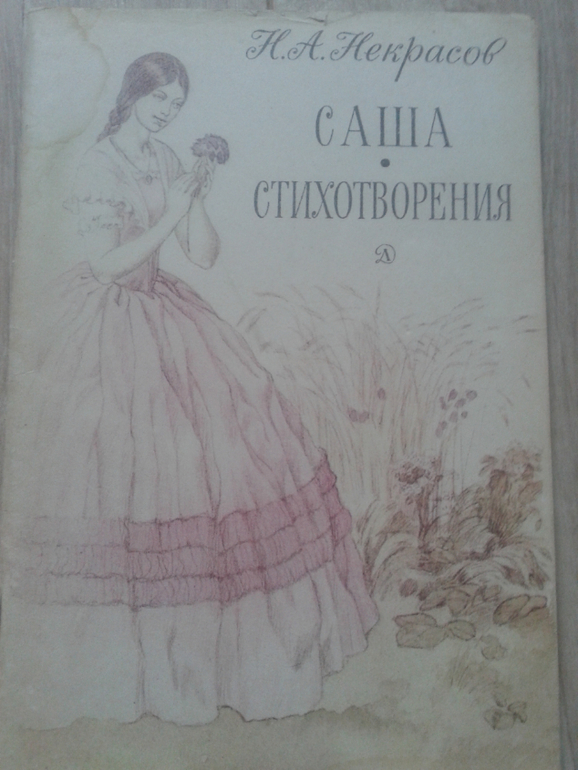 Н.А.Некрасов
САША
•
СТИХОТВОРЕНИЯ
Д